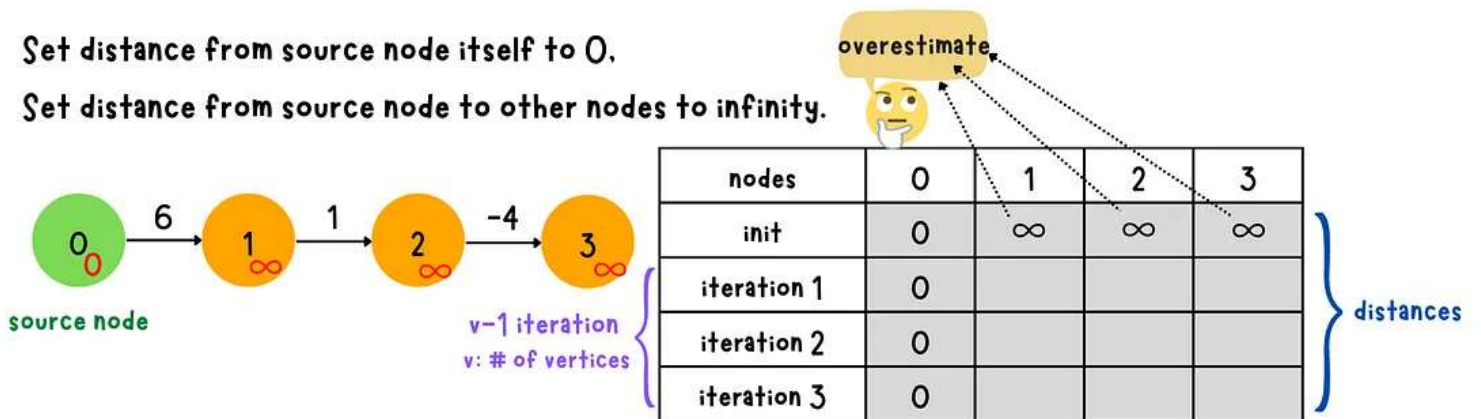 Set distance from source node itself to 0,
Set distance from source node to other nodes to infinity.
overestimate
0 0
6
1 ∞
1
2 ∞
-4
3 ∞
source node
v-1 iteration
v: # of vertices
nodes 0 1 2 3
init 0 ∞ ∞ ∞
iteration 1 0
iteration 2 0
iteration 3 0
distances